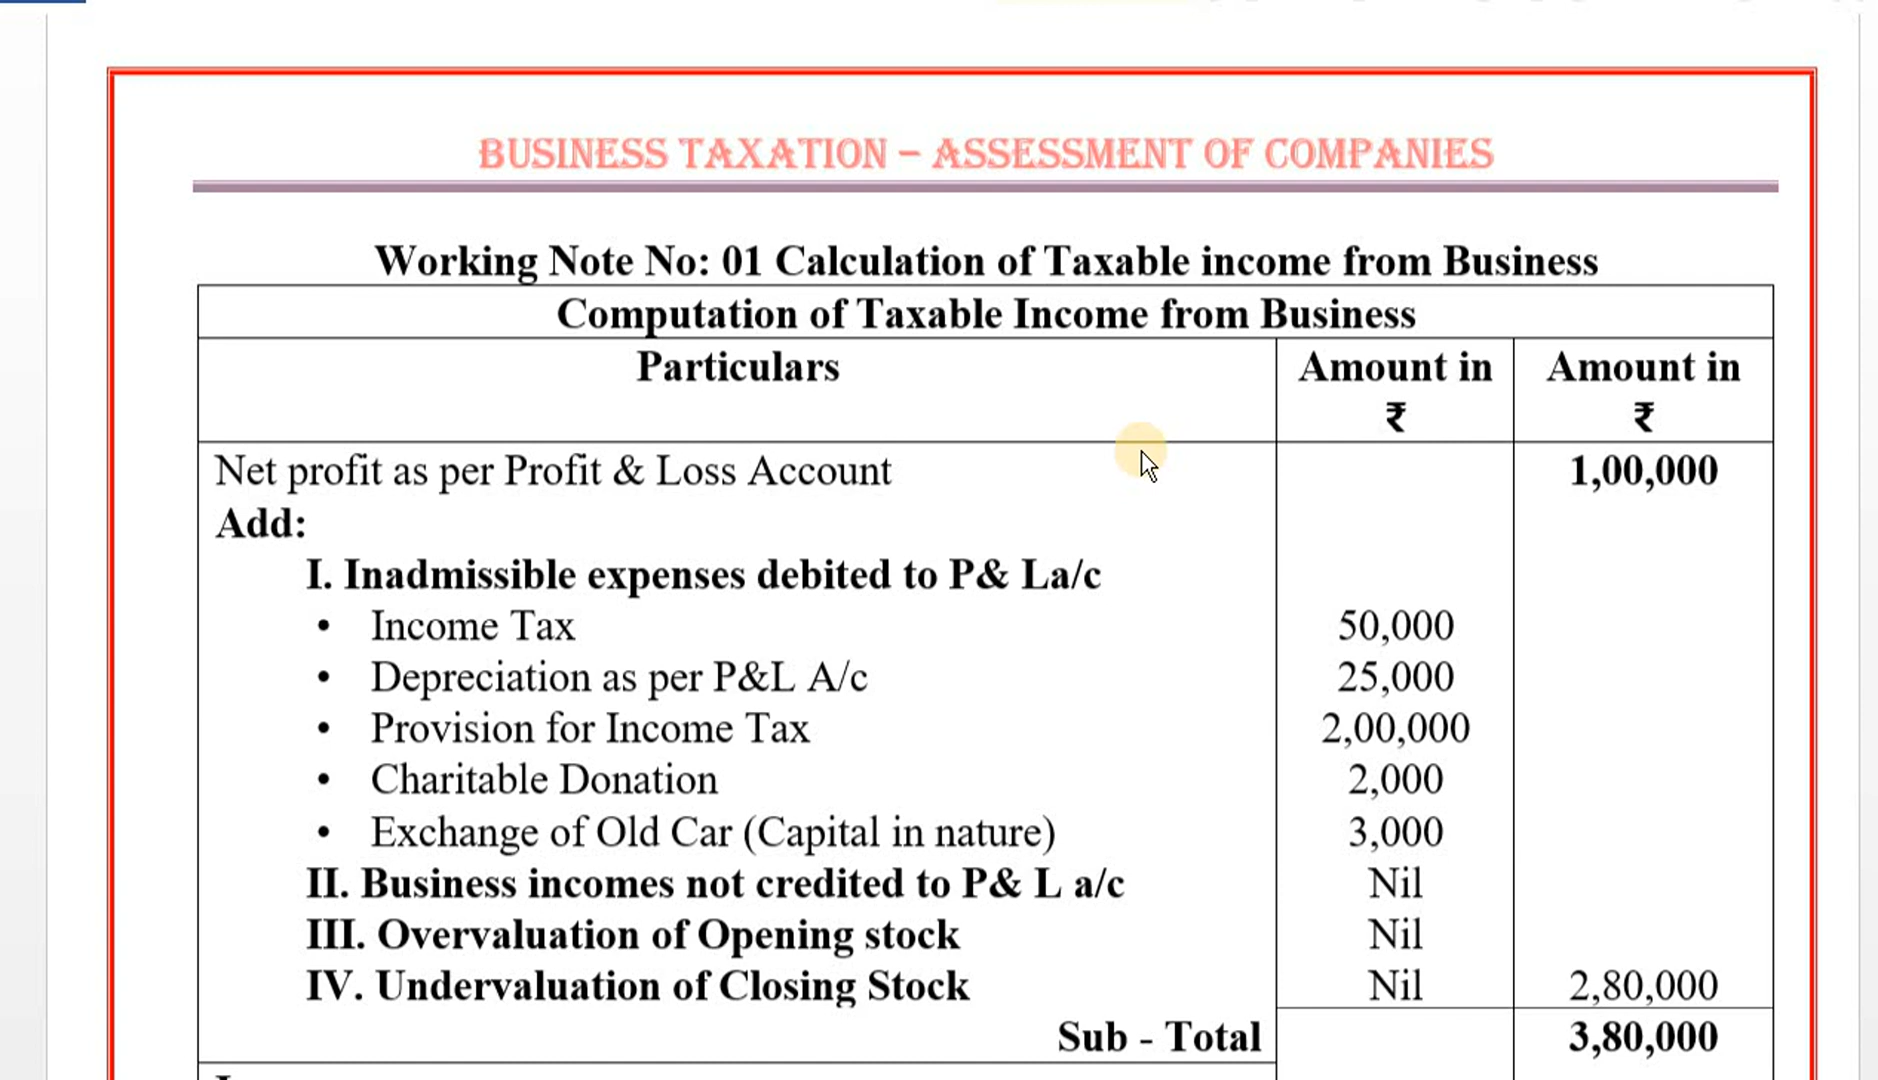 BUSINESS TAXATION – ASSESSMENT OF COMPANIES
Working Note No: 01 Calculation of Taxable income from Business
Computation of Taxable Income from Business
Particulars Amount in ₹ Amount in ₹
Net profit as per Profit & Loss Account 1,00,000
Add:
I. Inadmissible expenses debited to P& La/c
• Income Tax 50,000
• Depreciation as per P&L A/c 25,000
• Provision for Income Tax 2,00,000
• Charitable Donation 2,000
• Exchange of Old Car (Capital in nature) 3,000
II. Business incomes not credited to P& L a/c Nil
III. Overvaluation of Opening stock Nil
IV. Undervaluation of Closing Stock Nil 2,80,000
Sub - Total 3,80,000